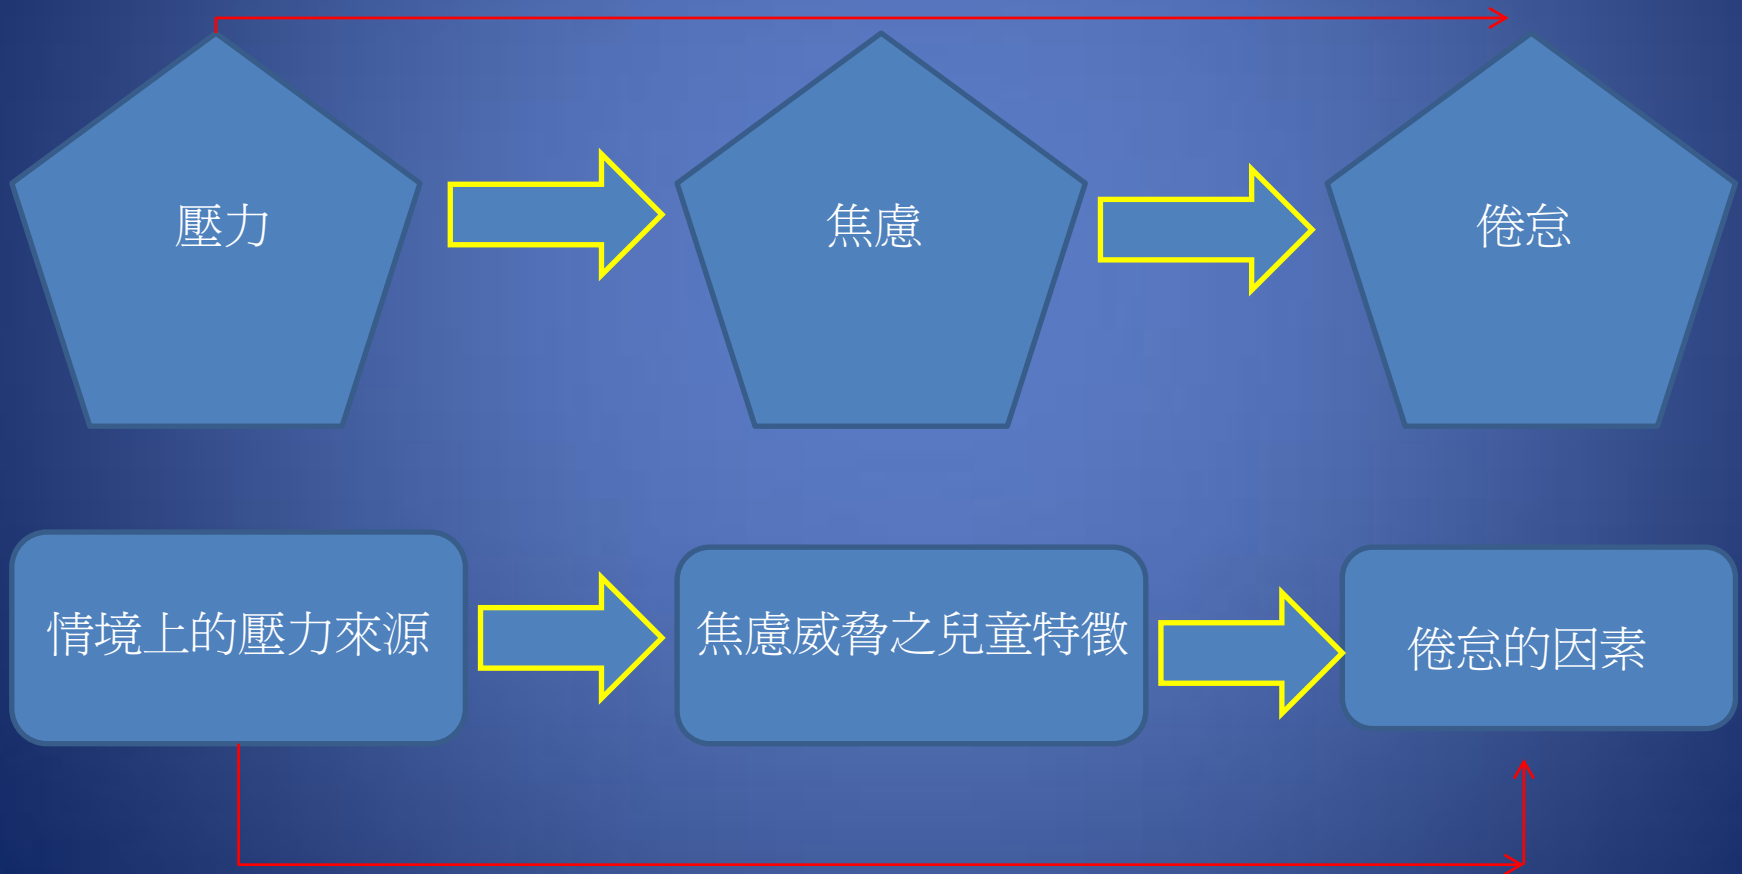 壓力
焦慮
倦怠
情境上的壓力來源
焦慮威脅之兒童特徵
倦怠的因素